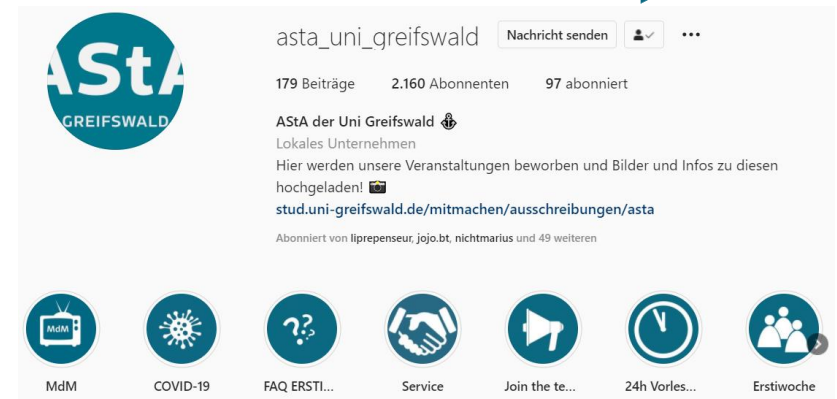 AStA
GREIFSWALD
asta_uni_greifswald Nachricht senden
179 Beiträge 2.160 Abonnenten 97 abonniert
AStA der Uni Greifswald
Lokales Unternehmen
Hier werden unsere Veranstaltungen beworben und Bilder und Infos zu diesen
hochgeladen! 📷
stud.uni-greifswald.de/mitmachen/ausschreibungen/asta
Abonniert von liprepenseur, jojo.bt, nichtmarius und 49 weiteren
MdM
???
MdM COVID-19 FAQ ERSTI... Service Join the te... 24h Vorles... Erstiwoche